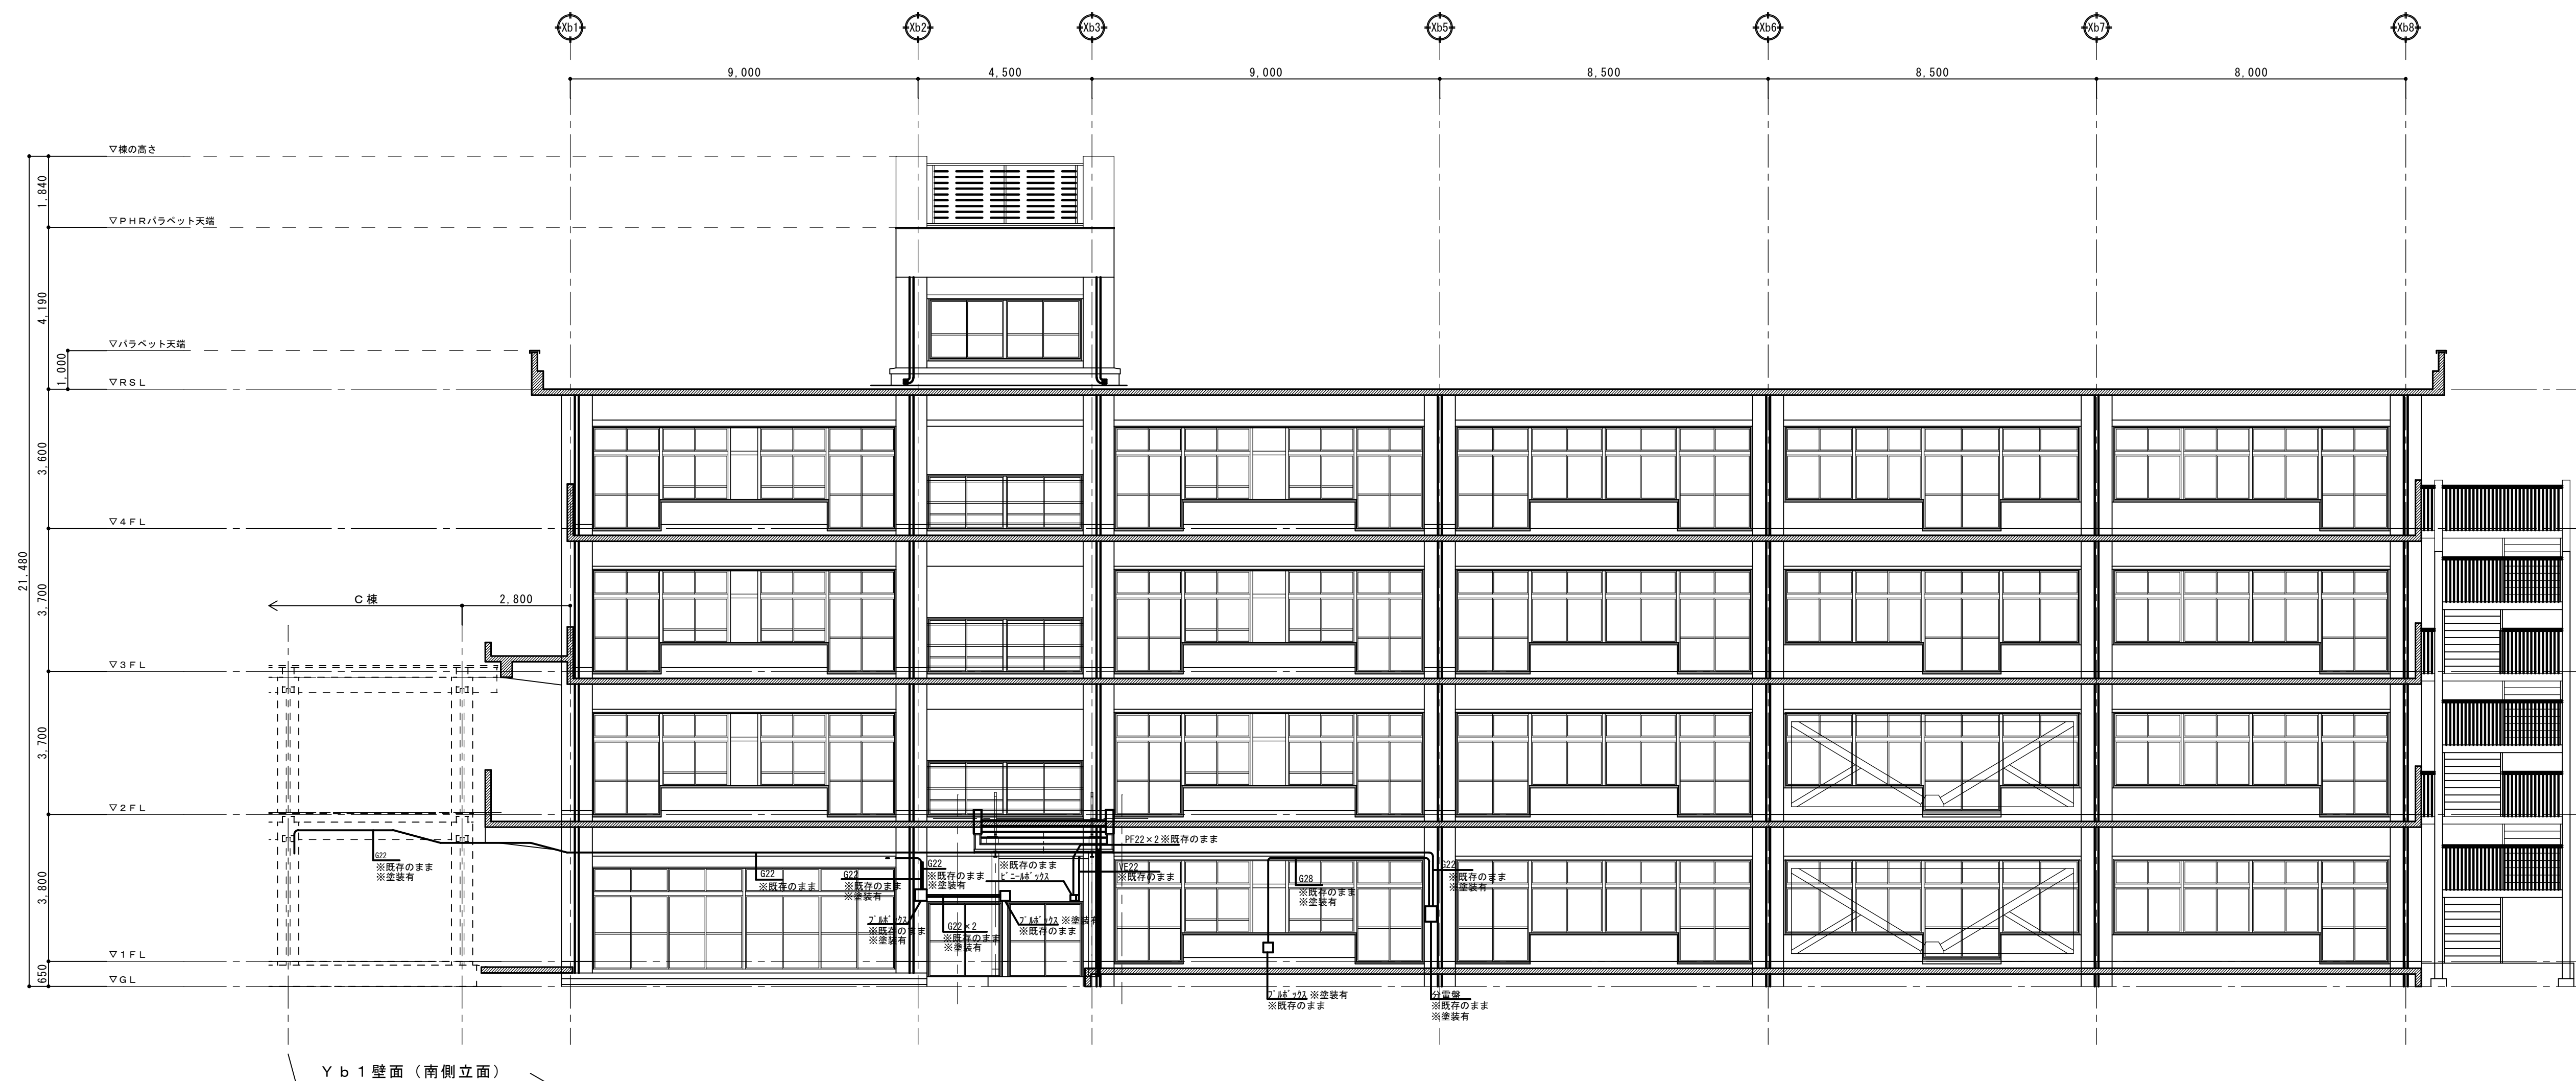 Xb1 Xb2 Xb3 Xb5 Xb6 Xb7 Xb8
9,000 4,500 9,000 8,500 8,500 8,000
▽棟の高さ
1,840
▽PHRパラペット天端
4,190
▽パラペット天端
1,000
▽RSL
3,600
▽4FL
21,480
3,700
C棟 2,800
▽3FL
3,700
▽2FL
3,800
▽1FL
650
▽GL
G22
※既存のまま
※塗装有
G22
※既存のまま
G22
※既存のまま
※塗装有
G22
※既存のまま
※塗装有
※既存のまま
ビニールボックス
PF22×2※既存のまま
VE22
※既存のまま
プルボックス
※既存のまま
※塗装有
G22×2
※既存のまま
※塗装有
プルボックス ※塗装有
※既存のまま
G28
※既存のまま
※塗装有
G22
※既存のまま
※塗装有
プルボックス ※塗装有
※既存のまま
分電盤
※既存のまま
※塗装有
Yb1壁面（南側立面）